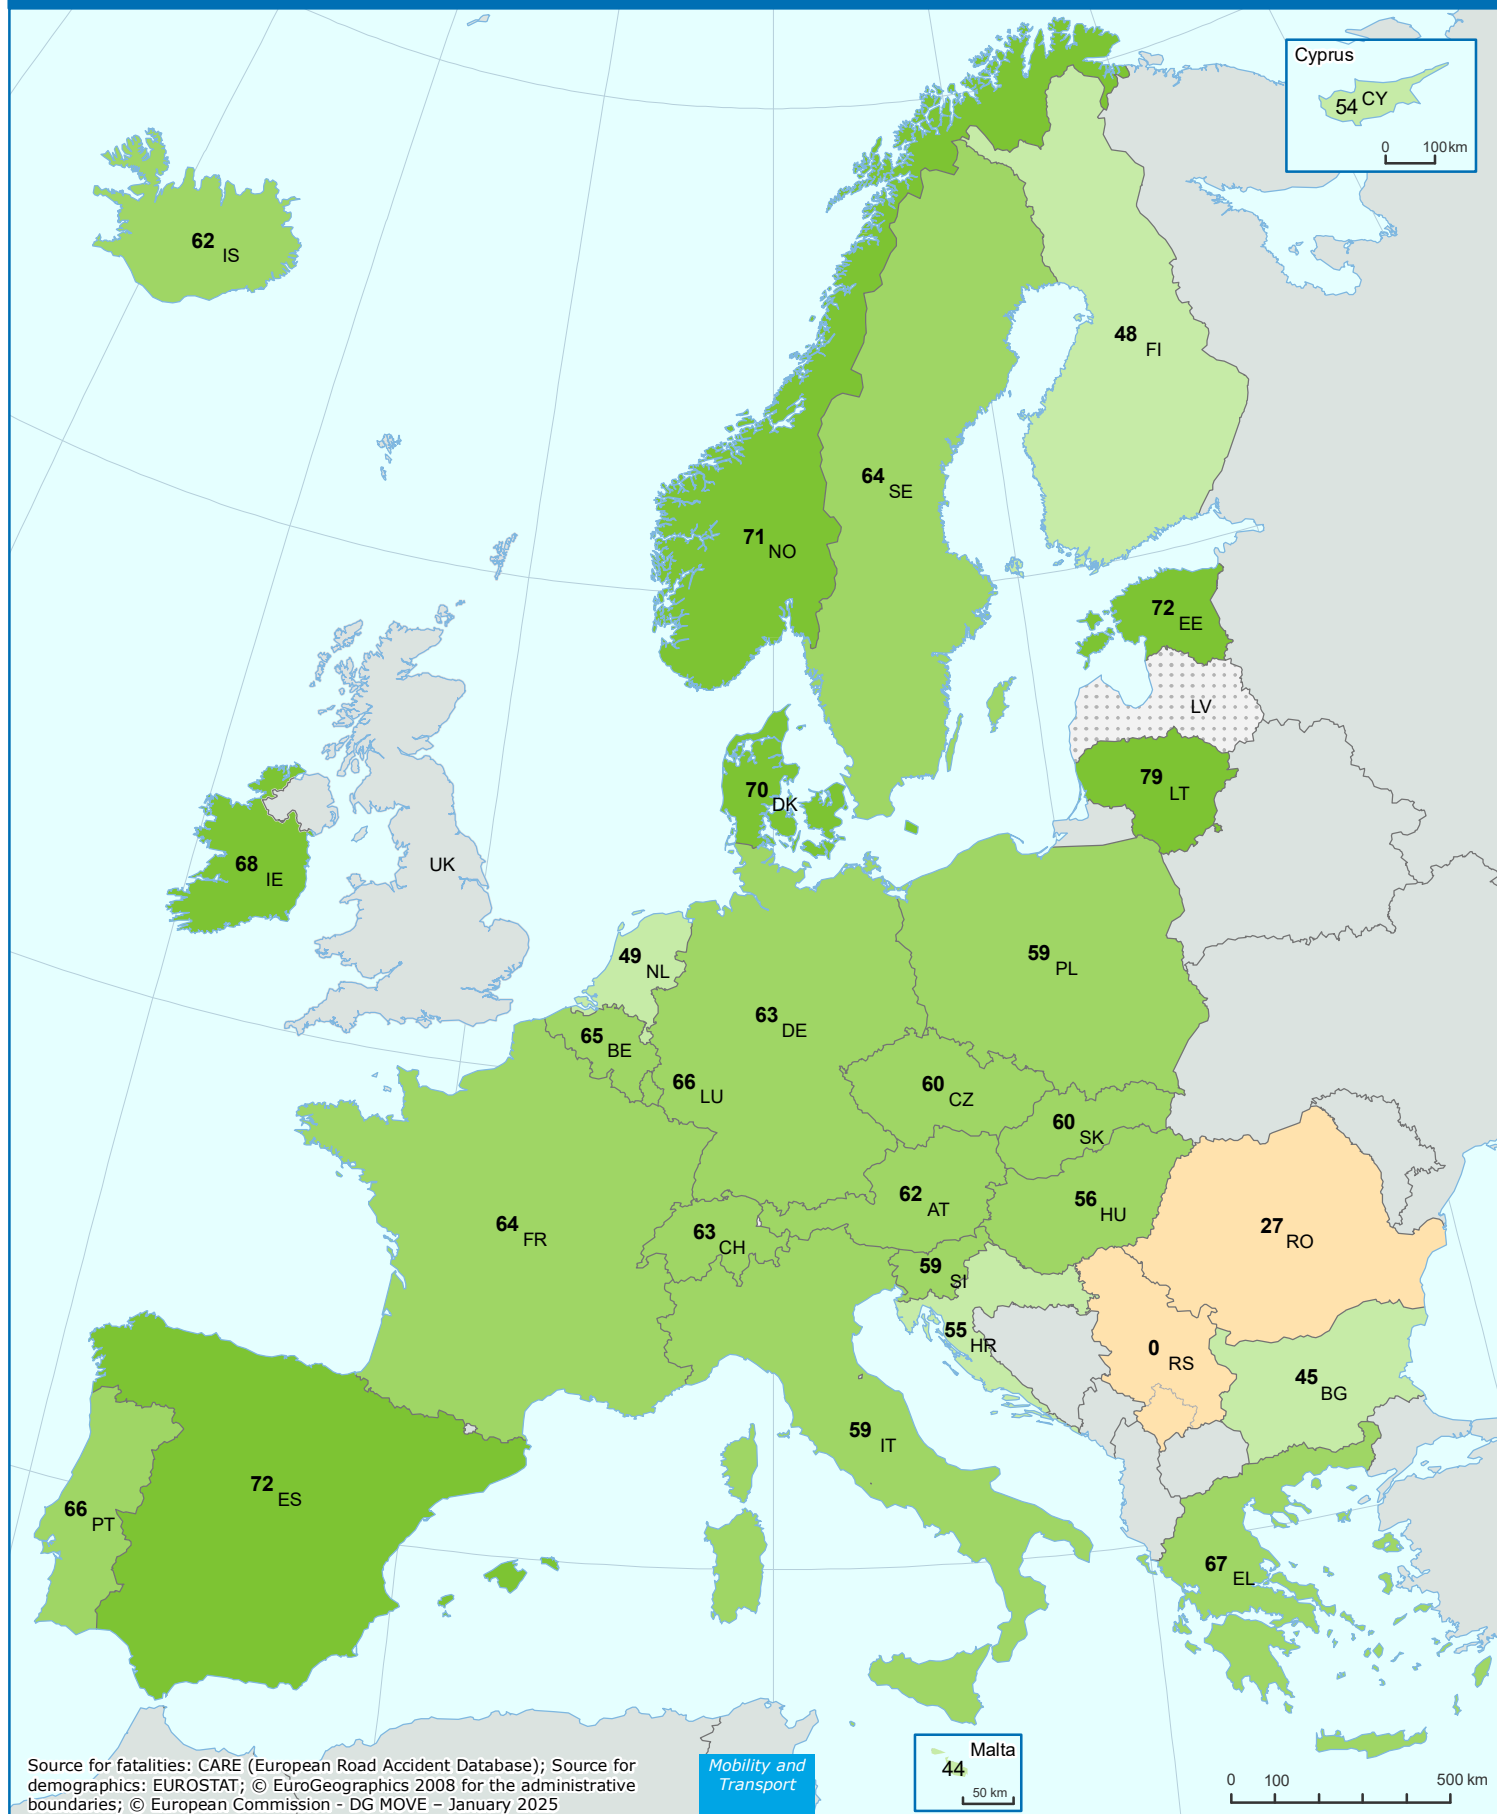 Cyprus
54 CY
0 100km
62 IS
48 FI
64 SE
71 NO
72 EE
LV
79 LT
70 DK
68 IE
UK
49 NL
59 PL
63 DE
65 BE
66 LU
60 CZ
60 SK
62 AT
56 HU
64 FR
63 CH
27 RO
59 SI
55 HR
0 RS
45 BG
59 IT
72 ES
66 PT
67 EL
Malta
44
50 km
Source for fatalities: CARE (European Road Accident Database); Source for
demographics: EUROSTAT; © EuroGeographics 2008 for the administrative
boundaries; © European Commission - DG MOVE – January 2025
Mobility and
Transport
0 100 500 km